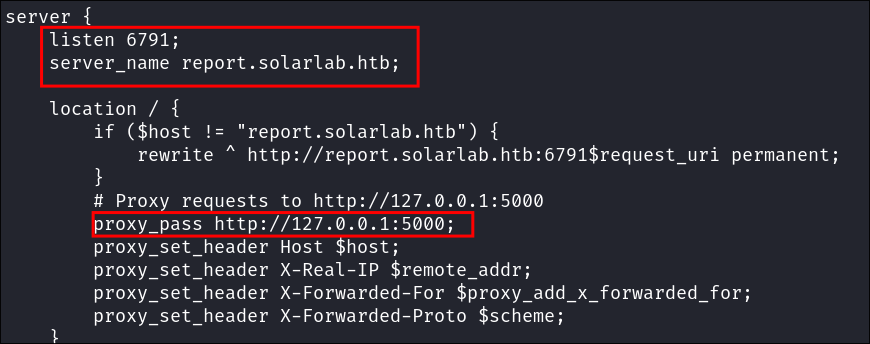 server {
    listen 6791;
    server_name report.solarlab.htb;
    location / {
        if ($host != "report.solarlab.htb") {
            rewrite ^ http://report.solarlab.htb:6791$request_uri permanent;
        }
        # Proxy requests to http://127.0.0.1:5000
        proxy_pass http://127.0.0.1:5000;
        proxy_set_header Host $host;
        proxy_set_header X-Real-IP $remote_addr;
        proxy_set_header X-Forwarded-For $proxy_add_x_forwarded_for;
        proxy_set_header X-Forwarded-Proto $scheme;
    }